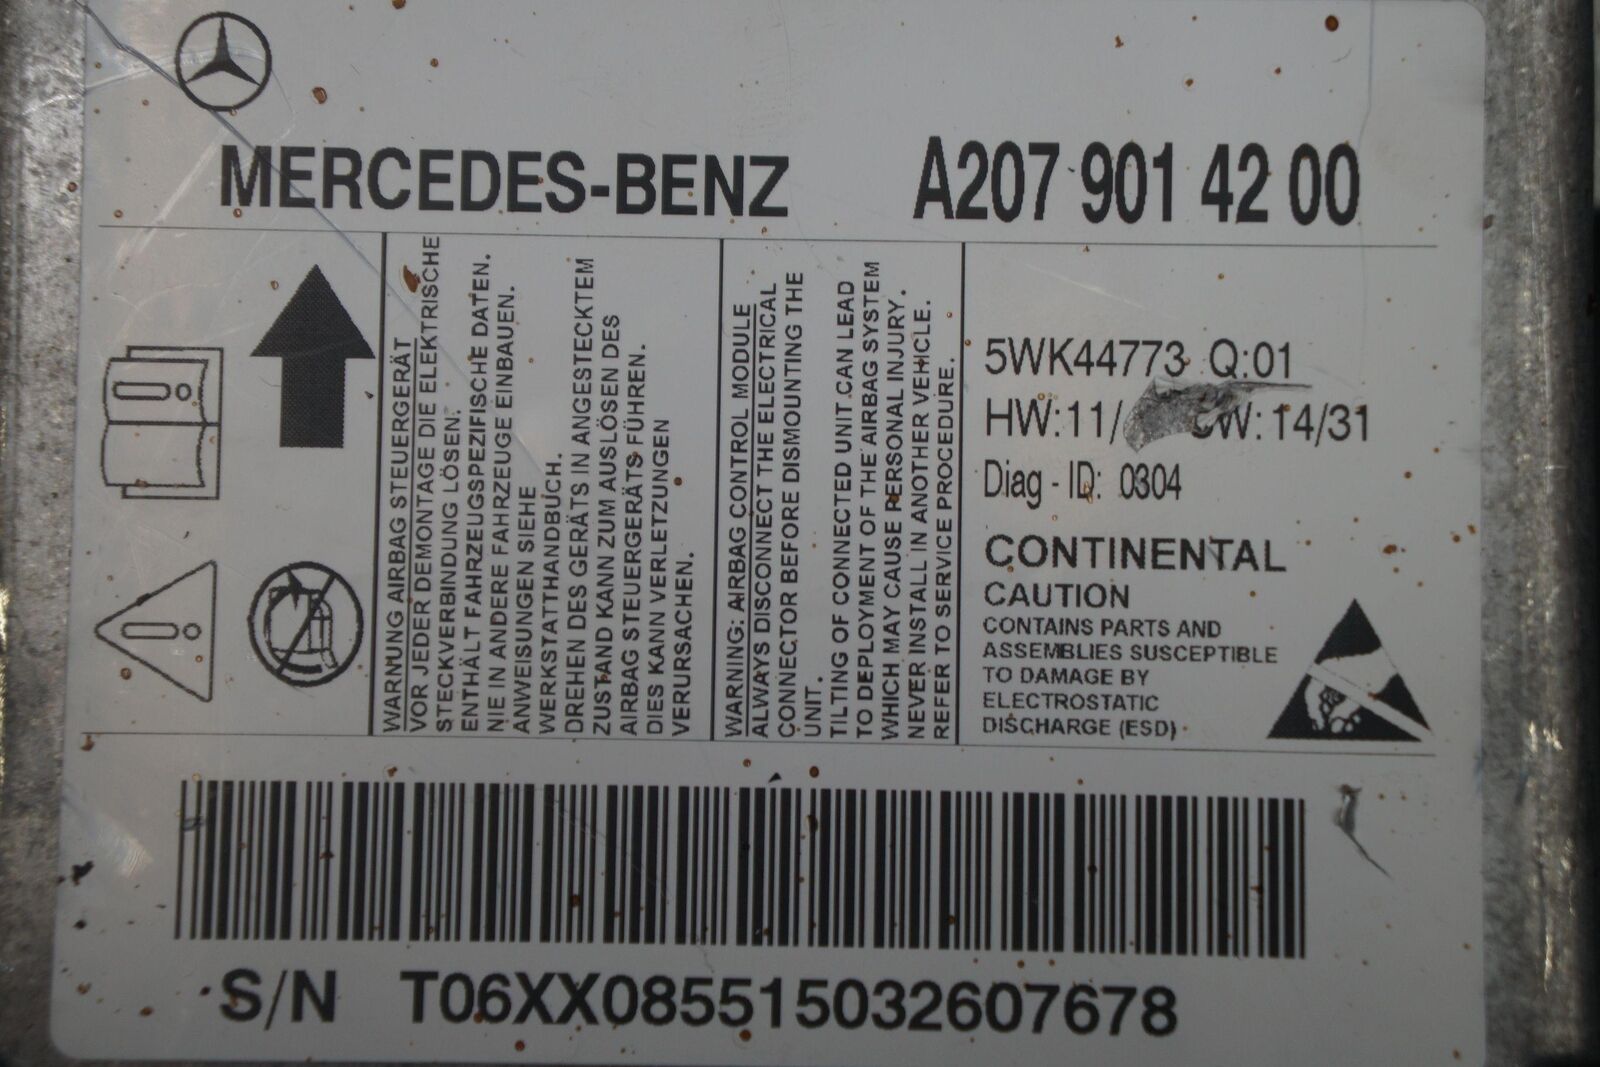 MERCEDES-BENZ A207 901 42 00
WARNUNG AIRBAG STEUERGERÄT
VOR JEDER DEMONTAGE DIE ELEKTRISCHE
STECKVERBINDUNG LÖSEN.
ENTHÄLT FAHRZEUGSPEZIFISCHE DATEN.
NIE IN ANDERE FAHRZEUGE EINBAUEN.
ANWEISUNGEN SIEHE
WERKSTATTHANDBUCH.
DREHEN DES GERÄTS IN ANGESTECKTEM
ZUSTAND KANN ZUM AUSLÖSEN DES
AIRBAG STEUERGERÄTS FÜHREN.
DIES KANN VERLETZUNGEN
VERURSACHEN.
WARNING: AIRBAG CONTROL MODULE
ALWAYS DISCONNECT THE ELECTRICAL
CONNECTOR BEFORE DISMOUNTING THE
UNIT.
TILTING OF CONNECTED UNIT CAN LEAD
TO DEPLOYMENT OF THE AIRBAG SYSTEM
WHICH MAY CAUSE PERSONAL INJURY.
NEVER INSTALL IN ANOTHER VEHICLE.
REFER TO SERVICE PROCEDURE.
5WK44773 Q:01
HW:11/ SW:14/31
Diag - ID: 0304
CONTINENTAL
CAUTION
CONTAINS PARTS AND
ASSEMBLIES SUSCEPTIBLE
TO DAMAGE BY
ELECTROSTATIC
DISCHARGE (ESD)
S/N T06XX085515032607678